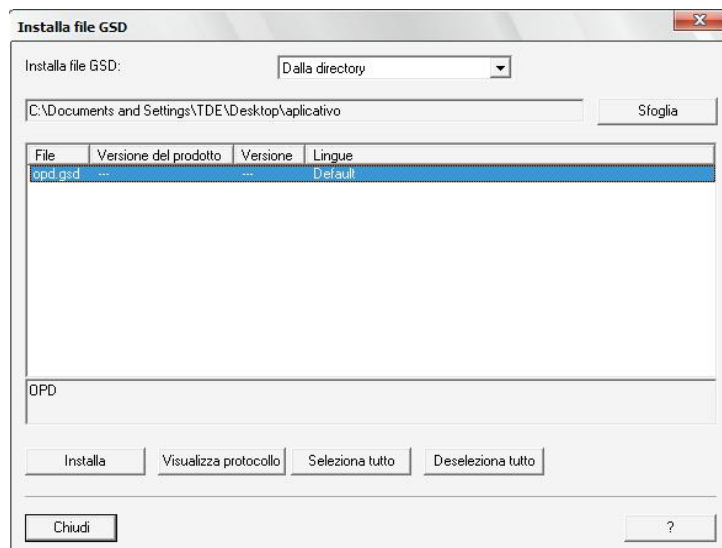 Installa file GSD
Installa file GSD: Dalla directory
C:\Documents and Settings\TDE\Desktop\aplicativo Sfoglia
File Versione del prodotto Versione Lingue
opd.gsd --- --- Default
OPD
Installa Visualizza protocollo Seleziona tutto Deseleziona tutto
Chiudi ?